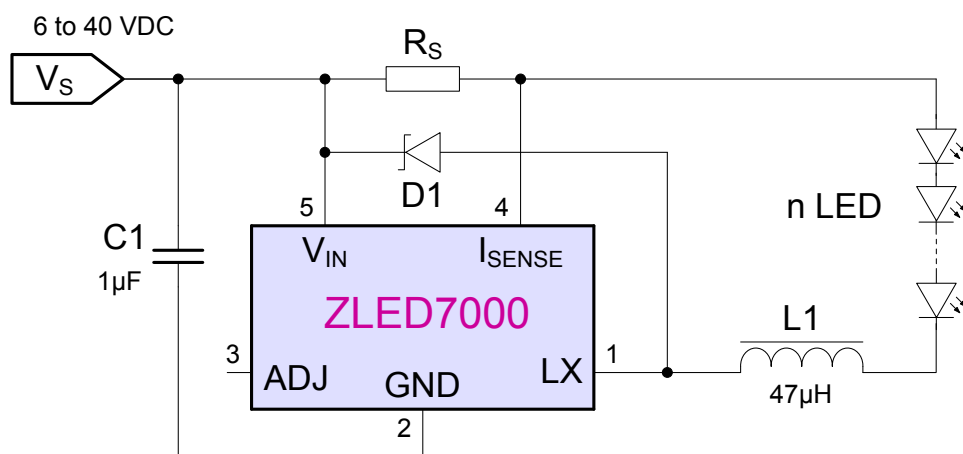 6 to 40 VDC
VS
RS
D1
n LED
C1
1µF
5
4
VIN
ISENSE
ZLED7000
L1
47µH
3
ADJ
GND
LX
1
2